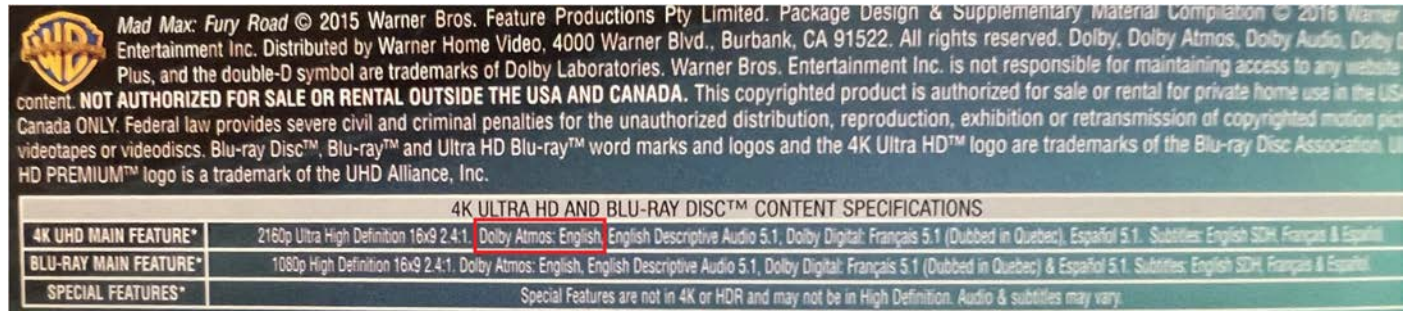 WB
Mad Max: Fury Road © 2015 Warner Bros. Feature Productions Pty Limited. Package Design & Supplementary Material Compilation © 2016 Warner
Entertainment Inc. Distributed by Warner Home Video, 4000 Warner Blvd., Burbank, CA 91522. All rights reserved. Dolby, Dolby Atmos, Dolby Audio, Dolby
Plus, and the double-D symbol are trademarks of Dolby Laboratories. Warner Bros. Entertainment Inc. is not responsible for maintaining access to any website
content. NOT AUTHORIZED FOR SALE OR RENTAL OUTSIDE THE USA AND CANADA. This copyrighted product is authorized for sale or rental for private home use in the
Canada ONLY. Federal law provides severe civil and criminal penalties for the unauthorized distribution, reproduction, exhibition or retransmission of copyrighted motion
videotapes or videodiscs. Blu-ray Disc™, Blu-ray™ and Ultra HD Blu-ray™ word marks and logos and the 4K Ultra HD™ logo are trademarks of the Blu-ray Disc Association.
HD PREMIUM™ logo is a trademark of the UHD Alliance, Inc.
4K ULTRA HD AND BLU-RAY DISC™ CONTENT SPECIFICATIONS
4K UHD MAIN FEATURE* 2160p Ultra High Definition 16x9 2.4:1. Dolby Atmos: English, English Descriptive Audio 5.1, Dolby Digital: Français 5.1 (Dubbed in Quebec), Español 5.1. Subtitles: English SDH, Français & Español.
BLU-RAY MAIN FEATURE* 1080p High Definition 16x9 2.4:1. Dolby Atmos: English, English Descriptive Audio 5.1, Dolby Digital: Français 5.1 (Dubbed in Quebec) & Español 5.1. Subtitles: English SDH, Français & Español.
SPECIAL FEATURES* Special Features are not in 4K or HDR and may not be in High Definition. Audio & subtitles may vary.